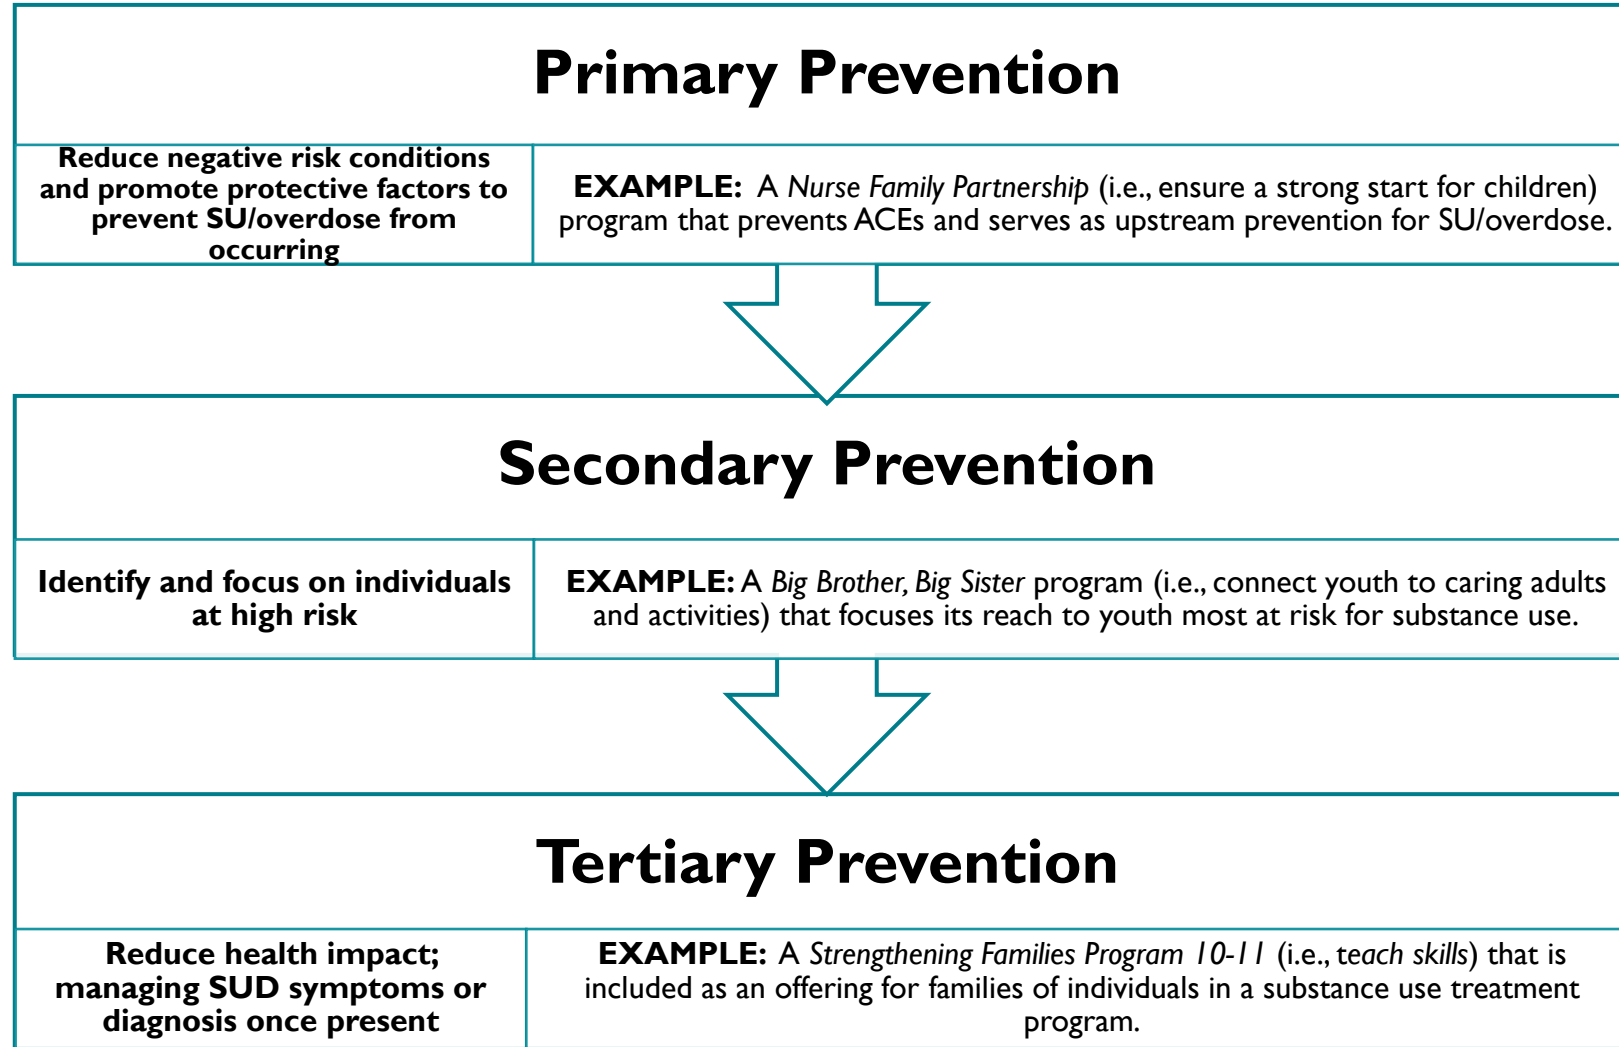 Primary Prevention
Reduce negative risk conditions
and promote protective factors to
prevent SU/overdose from
occurring
EXAMPLE: A Nurse Family Partnership (i.e., ensure a strong start for children)
program that prevents ACEs and serves as upstream prevention for SU/overdose.
Secondary Prevention
Identify and focus on individuals
at high risk
EXAMPLE: A Big Brother, Big Sister program (i.e., connect youth to caring adults
and activities) that focuses its reach to youth most at risk for substance use.
Tertiary Prevention
Reduce health impact;
managing SUD symptoms or
diagnosis once present
EXAMPLE: A Strengthening Families Program 10-11 (i.e., teach skills) that is
included as an offering for families of individuals in a substance use treatment
program.